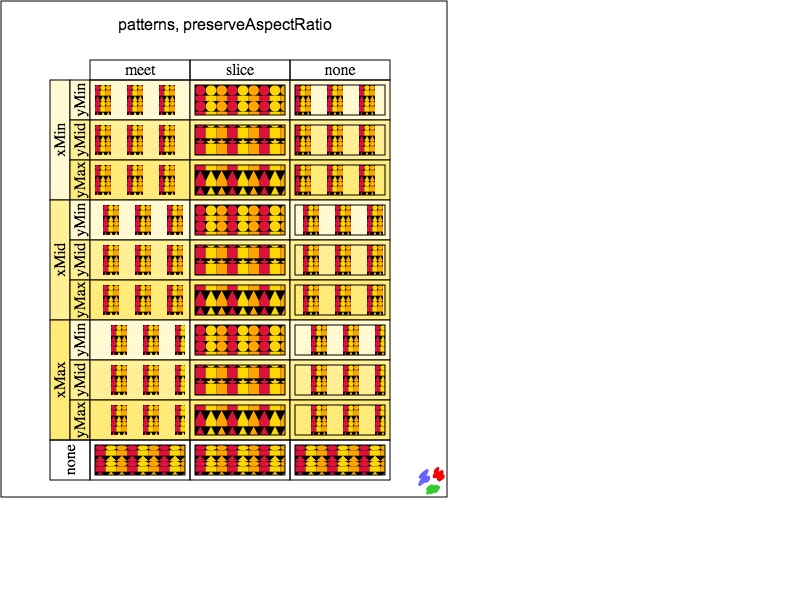 patterns, preserveAspectRatio
meet slice none
xMin
yMin
yMid
yMax
xMid
yMin
yMid
yMax
xMax
yMin
yMid
yMax
none